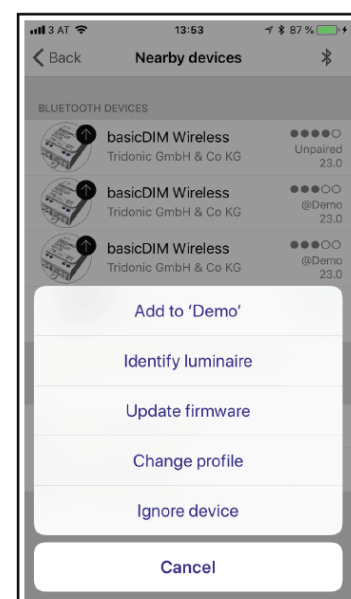 3 AT 13:53 87 %
Back Nearby devices
BLUETOOTH DEVICES
basicDIM Wireless
Tridonic GmbH & Co KG
Unpaired
23.0
basicDIM Wireless
Tridonic GmbH & Co KG
@Demo
23.0
basicDIM Wireless
Tridonic GmbH & Co KG
@Demo
23.0
Add to ‘Demo’
Identify luminaire
Update firmware
Change profile
Ignore device
Cancel